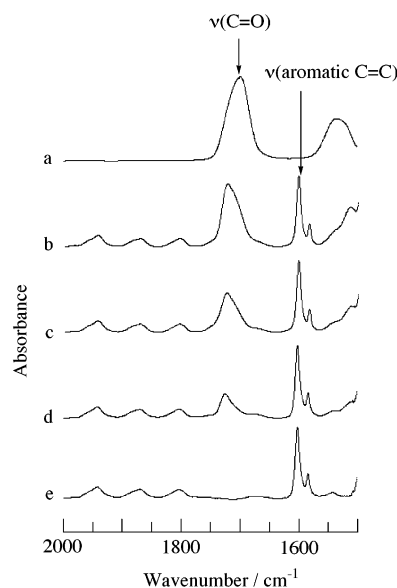 ν(C=O)
ν(aromatic C=C)
a
b
c
d
e
Absorbance
2000 1800 1600
Wavenumber / cm⁻¹